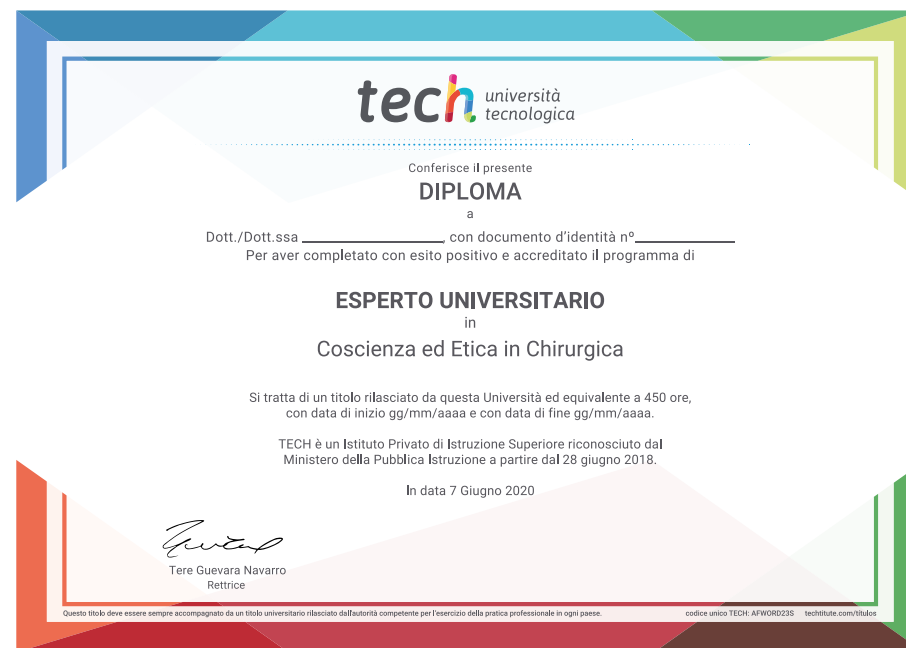 tech università
tecnologica
Conferisce il presente
DIPLOMA
a
Dott./Dott.ssa ____________, con documento d'identità nº____________
Per aver completato con esito positivo e accreditato il programma di
ESPERTO UNIVERSITARIO
in
Coscienza ed Etica in Chirurgica
Si tratta di un titolo rilasciato da questa Università ed equivalente a 450 ore,
con data di inizio gg/mm/aaaa e con data di fine gg/mm/aaaa.
TECH è un Istituto Privato di Istruzione Superiore riconosciuto dal
Ministero della Pubblica Istruzione a partire dal 28 giugno 2018.
In data 7 Giugno 2020
Tere Guevara Navarro
Rettrice
Questo titolo deve essere sempre accompagnato da un titolo universitario rilasciato dall'autorità competente per l'esercizio della pratica professionale in ogni paese. codice unico TECH: AFWORD23S techtitute.com/titulos